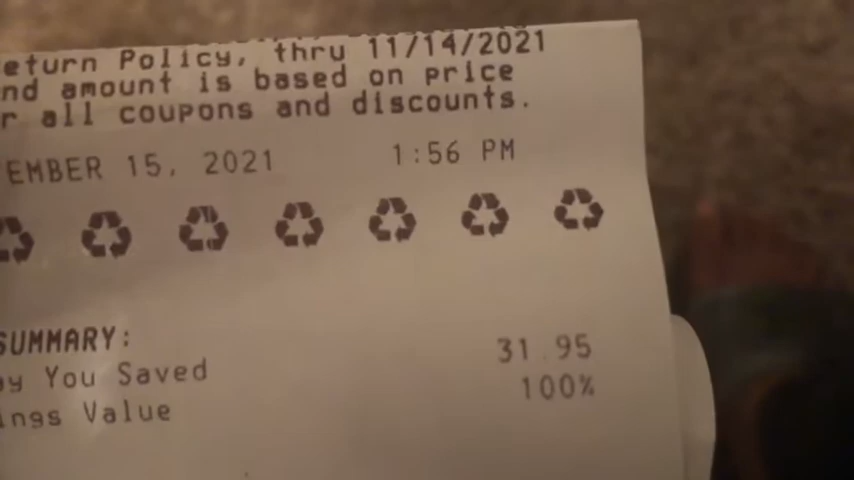 eturn Policy, thru 11/14/2021
nd amount is based on price
r all coupons and discounts.
EMBER 15, 2021 1:56 PM
SUMMARY:
ay You Saved 31.95
ings Value 100%